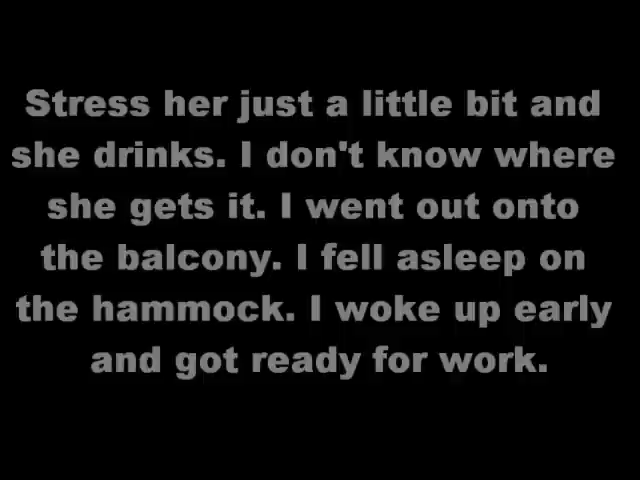 Stress her just a little bit and
she drinks. I don't know where
she gets it. I went out onto
the balcony. I fell asleep on
the hammock. I woke up early
and got ready for work.